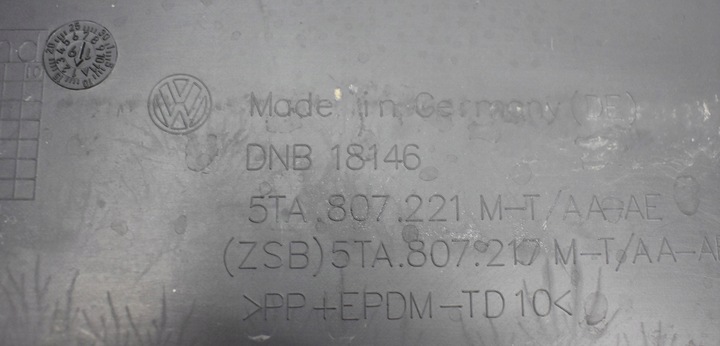 Made in Germany (DE)
DNB 18146
5TA.807.221 M-T/AA-AE
(ZSB) 5TA.807.217 M-T/AA-A
>PP+EPDM-TD10<